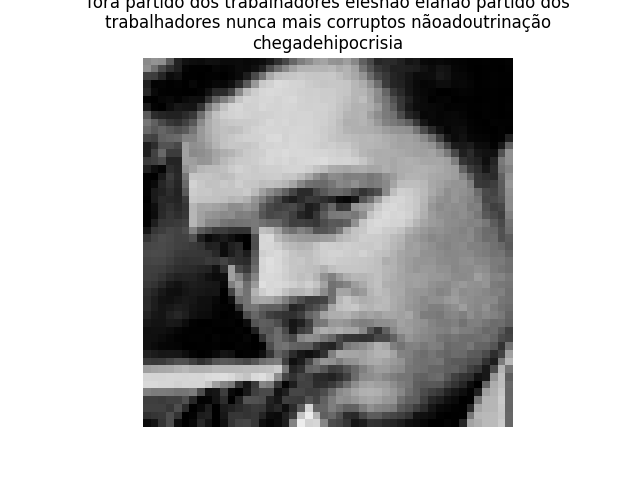 fora partido dos trabalhadores elesnão elanão partido dos
trabalhadores nunca mais corruptos nãoadoutrinação
chegadehipocrisia